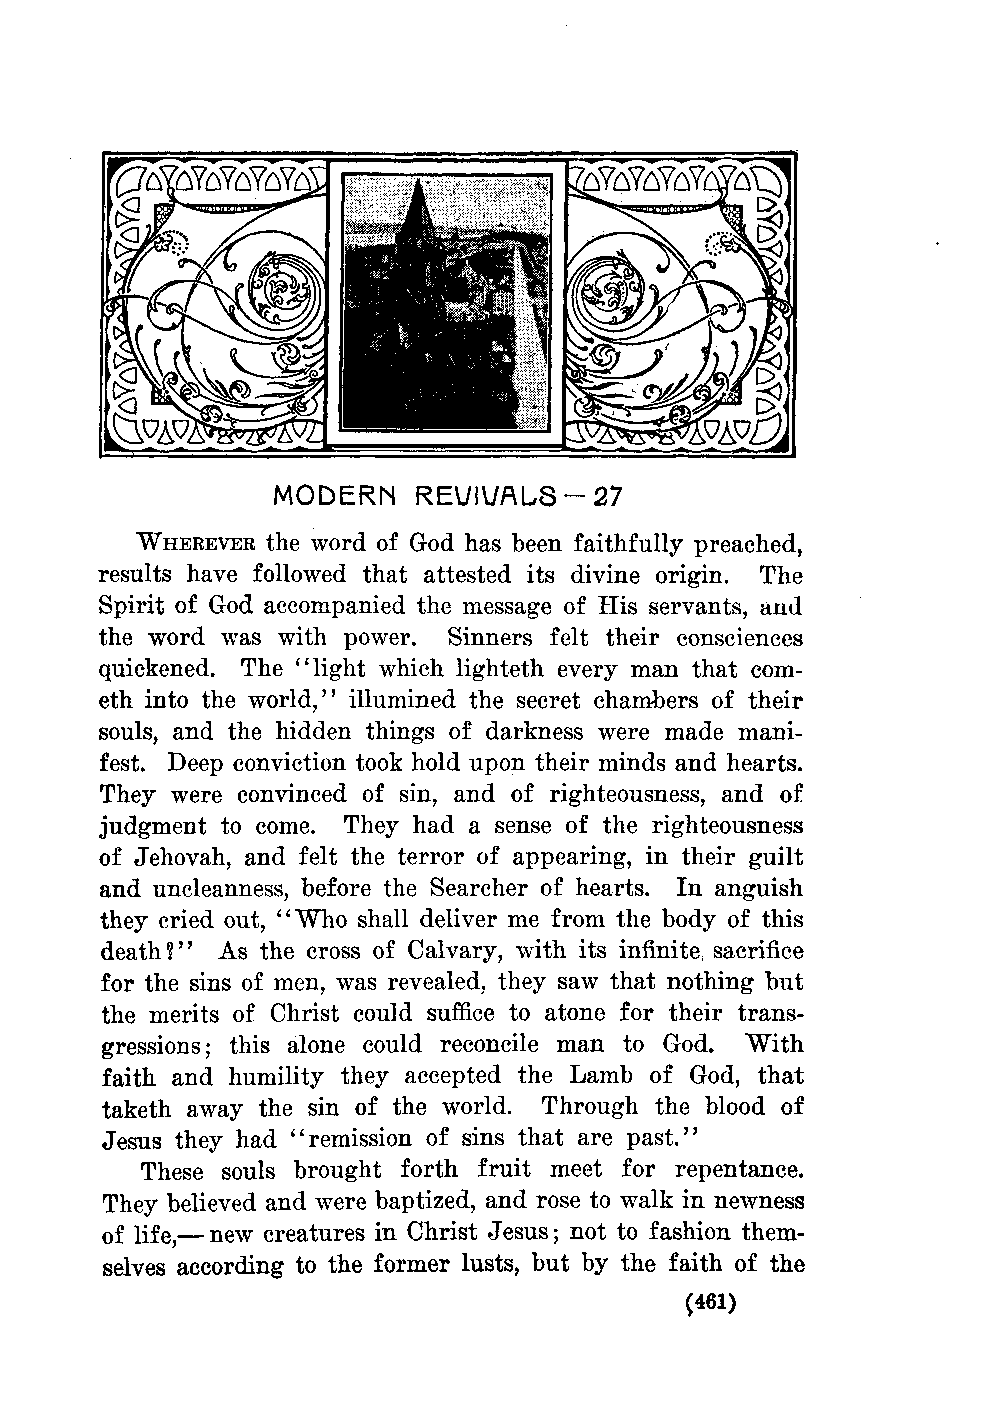 MODERN REVIVALS — 27
WHEREVER the word of God has been faithfully preached,
results have followed that attested its divine origin. The
Spirit of God accompanied the message of His servants, and
the word was with power. Sinners felt their consciences
quickened. The "light which lighteth every man that com-
eth into the world," illumined the secret chambers of their
souls, and the hidden things of darkness were made mani-
fest. Deep conviction took hold upon their minds and hearts.
They were convinced of sin, and of righteousness, and of
judgment to come. They had a sense of the righteousness
of Jehovah, and felt the terror of appearing, in their guilt
and uncleanness, before the Searcher of hearts. In anguish
they cried out, "Who shall deliver me from the body of this
death?" As the cross of Calvary, with its infinite sacrifice
for the sins of men, was revealed, they saw that nothing but
the merits of Christ could suffice to atone for their trans-
gressions; this alone could reconcile man to God. With
faith and humility they accepted the Lamb of God, that
taketh away the sin of the world. Through the blood of
Jesus they had "remission of sins that are past."
These souls brought forth fruit meet for repentance.
They believed and were baptized, and rose to walk in newness
of life,— new creatures in Christ Jesus; not to fashion them-
selves according to the former lusts, but by the faith of the
(461)